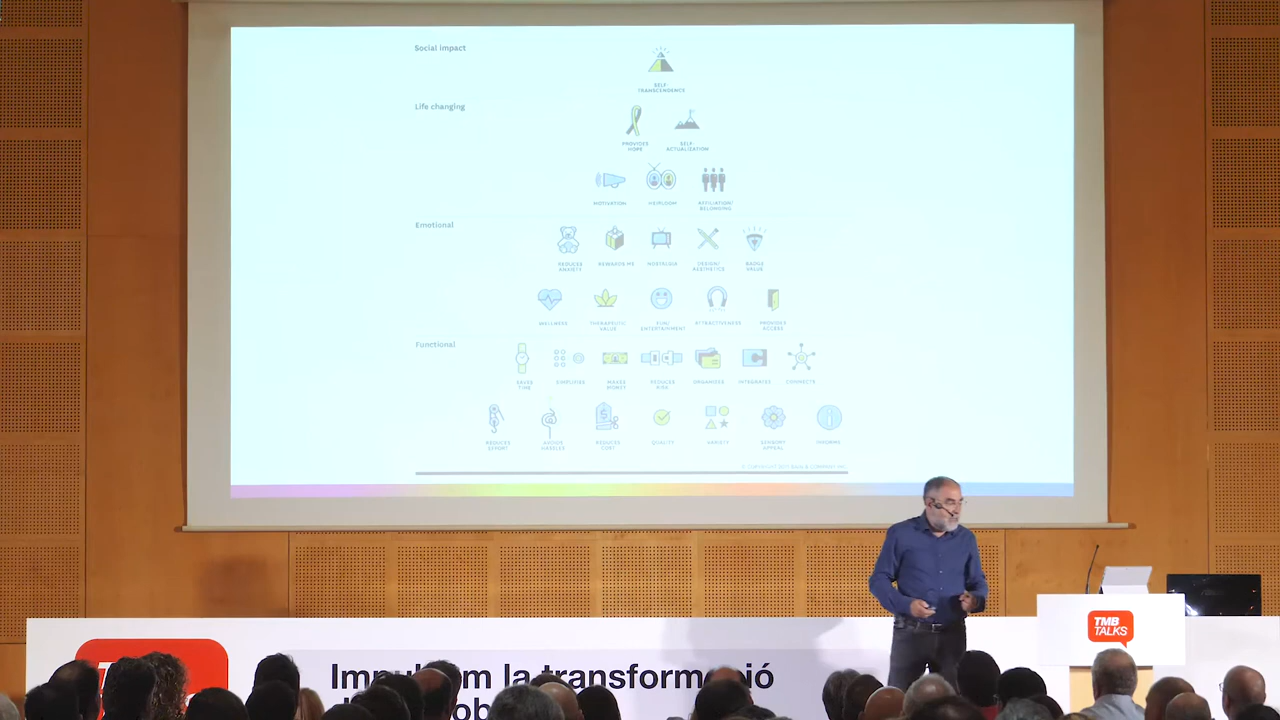 Social impact
SELF-
TRANSCENDENCE
Life changing
PROVIDES
HOPE
SELF-
ACTUALIZATION
MOTIVATION
HEIRLOOM
AFFILIATION/
BELONGING
Emotional
REDUCES
ANXIETY
REWARDS ME
NOSTALGIA
DESIGN/
AESTHETICS
BADGE
VALUE
WELLNESS
THERAPEUTIC
VALUE
FUN/
ENTERTAINMENT
ATTRACTIVENESS
PROVIDES
ACCESS
Functional
SAVES
TIME
SIMPLIFIES
MAKES
MONEY
REDUCES
RISK
ORGANIZES
INTEGRATES
CONNECTS
REDUCES
EFFORT
AVOIDS
HASSLES
REDUCES
COST
QUALITY
VARIETY
SENSORY
APPEAL
INFORMS
TMB
TALKS
la transformació